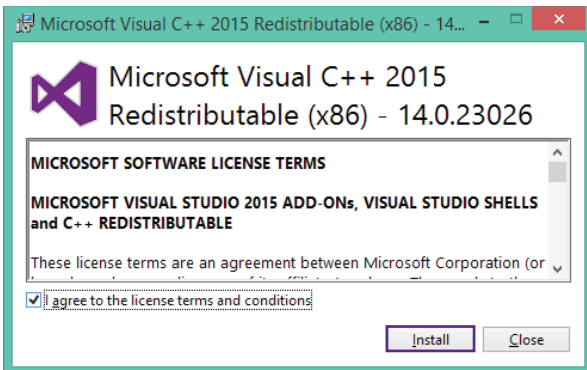 Microsoft Visual C++ 2015 Redistributable (x86) - 14...
Microsoft Visual C++ 2015
Redistributable (x86) - 14.0.23026
MICROSOFT SOFTWARE LICENSE TERMS
MICROSOFT VISUAL STUDIO 2015 ADD-ONs, VISUAL STUDIO SHELLS
and C++ REDISTRIBUTABLE
These license terms are an agreement between Microsoft Corporation (or
I agree to the license terms and conditions
Install
Close